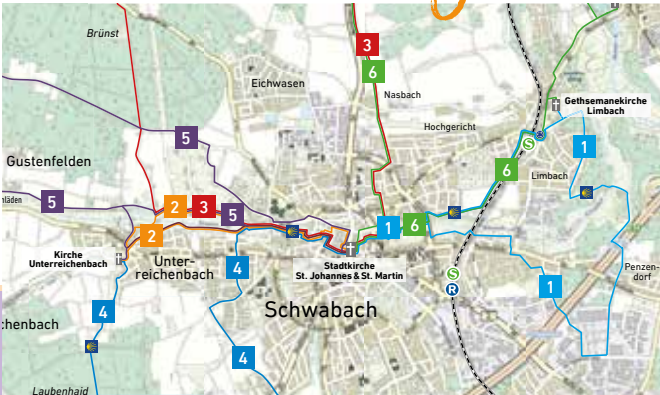 Brünst
3
6
Eichwasen
Nasbach
Gethsemanekirche
Limbach
Hochgericht
S
1
5
Gustenfelden
6
Limbach
5
2
3
5
1
6
2
Kirche
Unterreichenbach
Unter-
reichenbach
4
Stadtkirche
St. Johannes & St. Martin
S
R
Penzen-
dorf
1
4
Schwabach
chenbach
4
Laubenhaid